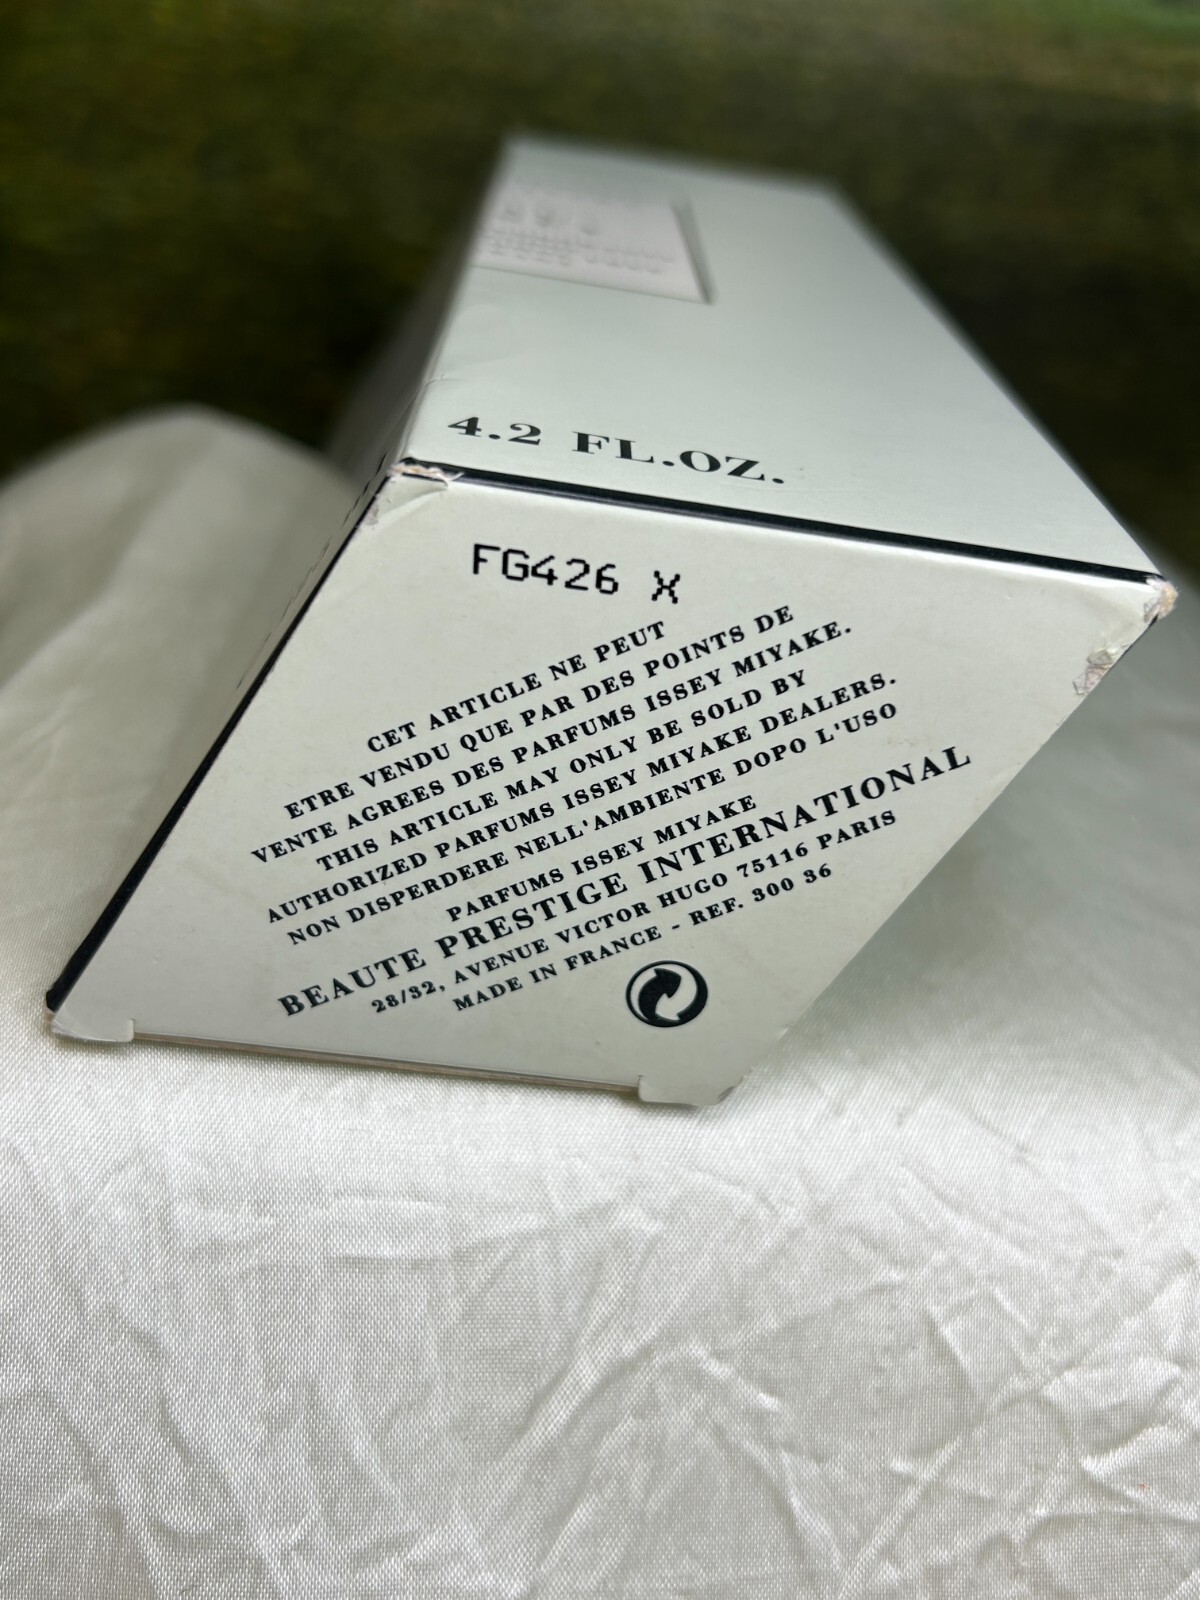 4.2 FL.OZ.
FG426 X
CET ARTICLE NE PEUT
ETRE VENDU QUE PAR DES POINTS DE
VENTE AGREES DES PARFUMS ISSEY MIYAKE.
THIS ARTICLE MAY ONLY BE SOLD BY
AUTHORIZED PARFUMS ISSEY MIYAKE DEALERS.
NON DISPERDERE NELL'AMBIENTE DOPO L'USO
PARFUMS ISSEY MIYAKE
BEAUTE PRESTIGE INTERNATIONAL
28/32, AVENUE VICTOR HUGO 75116 PARIS
MADE IN FRANCE - REF. 300 36